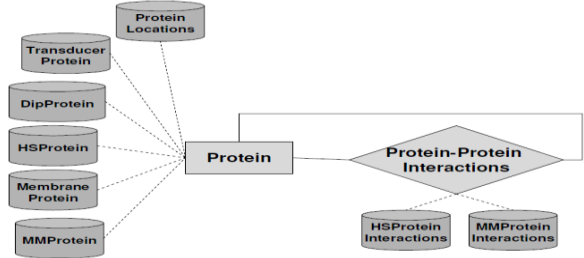 Protein
Locations
Transducer
Protein
DipProtein
HSProtein
Membrane
Protein
MMProtein
Protein
Protein-Protein
Interactions
HSProtein
Interactions
MMProtein
Interactions